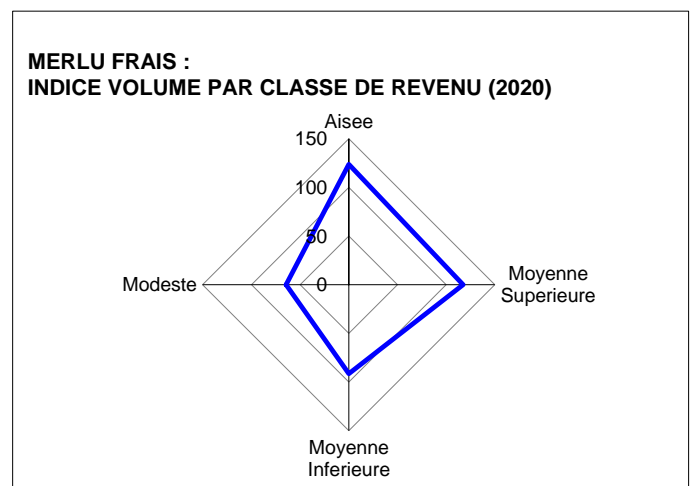 MERLU FRAIS :
INDICE VOLUME PAR CLASSE DE REVENU (2020)
Aisee
150
100
50
0
Modeste
Moyenne
Superieure
Moyenne
Inferieure